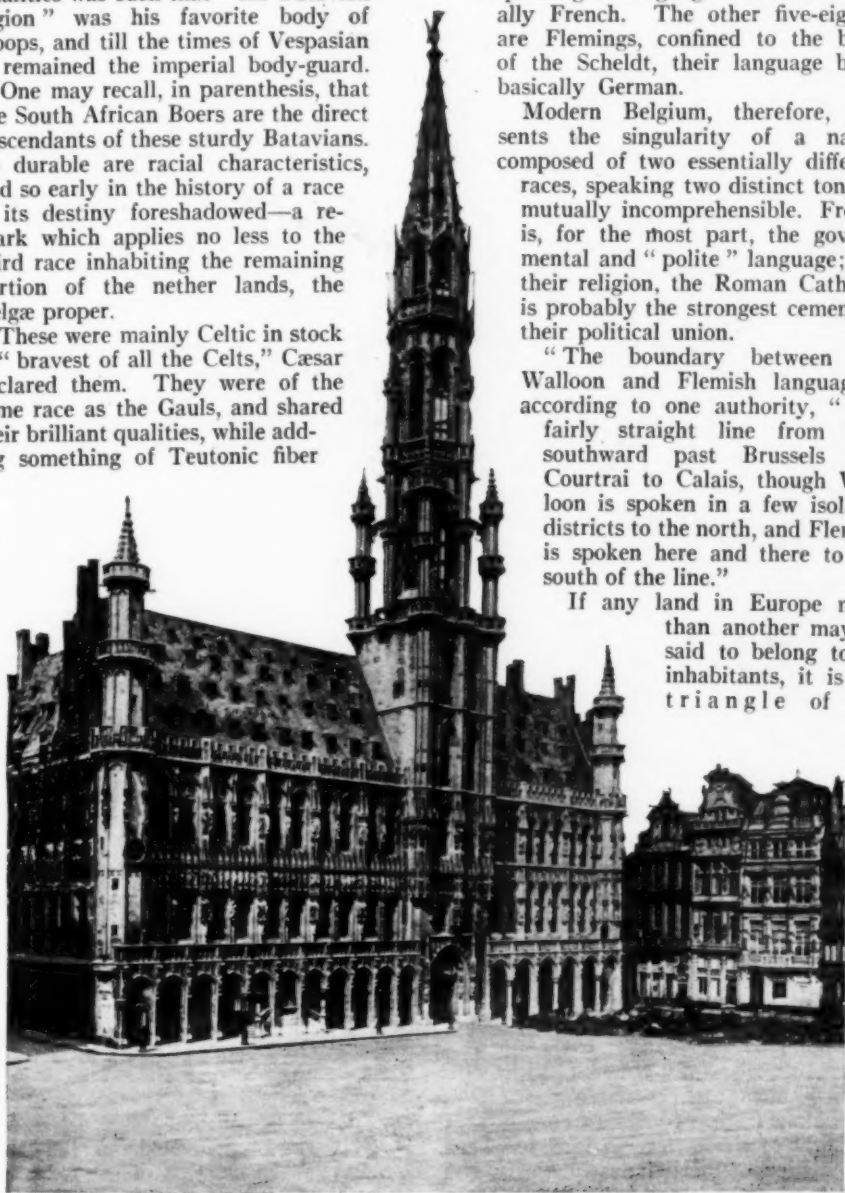 gion ” was his favorite body of
oops, and till the times of Vespasian
remained the imperial body-guard.
One may recall, in parenthesis, that
e South African Boers are the direct
scendants of these sturdy Batavians.
durable are racial characteristics,
d so early in the history of a race
its destiny foreshadowed—a re-
ark which applies no less to the
ird race inhabiting the remaining
rtion of the nether lands, the
elgæ proper.
These were mainly Celtic in stock
“ bravest of all the Celts,” Cæsar
clared them. They were of the
me race as the Gauls, and shared
eir brilliant qualities, while add-
g something of Teutonic fiber
ally French. The other five-eig
are Flemings, confined to the b
of the Scheldt, their language b
basically German.
Modern Belgium, therefore,
sents the singularity of a na
composed of two essentially diffe
races, speaking two distinct ton
mutually incomprehensible. Fre
is, for the most part, the gov
mental and “ polite ” language;
their religion, the Roman Cath
is probably the strongest cemen
their political union.
“ The boundary between
Walloon and Flemish languag
according to one authority, “
fairly straight line from
southward past Brussels
Courtrai to Calais, though W
loon is spoken in a few isol
districts to the north, and Fler
is spoken here and there to
south of the line.”
If any land in Europe m
than another may
said to belong to
inhabitants, it is
triangle of